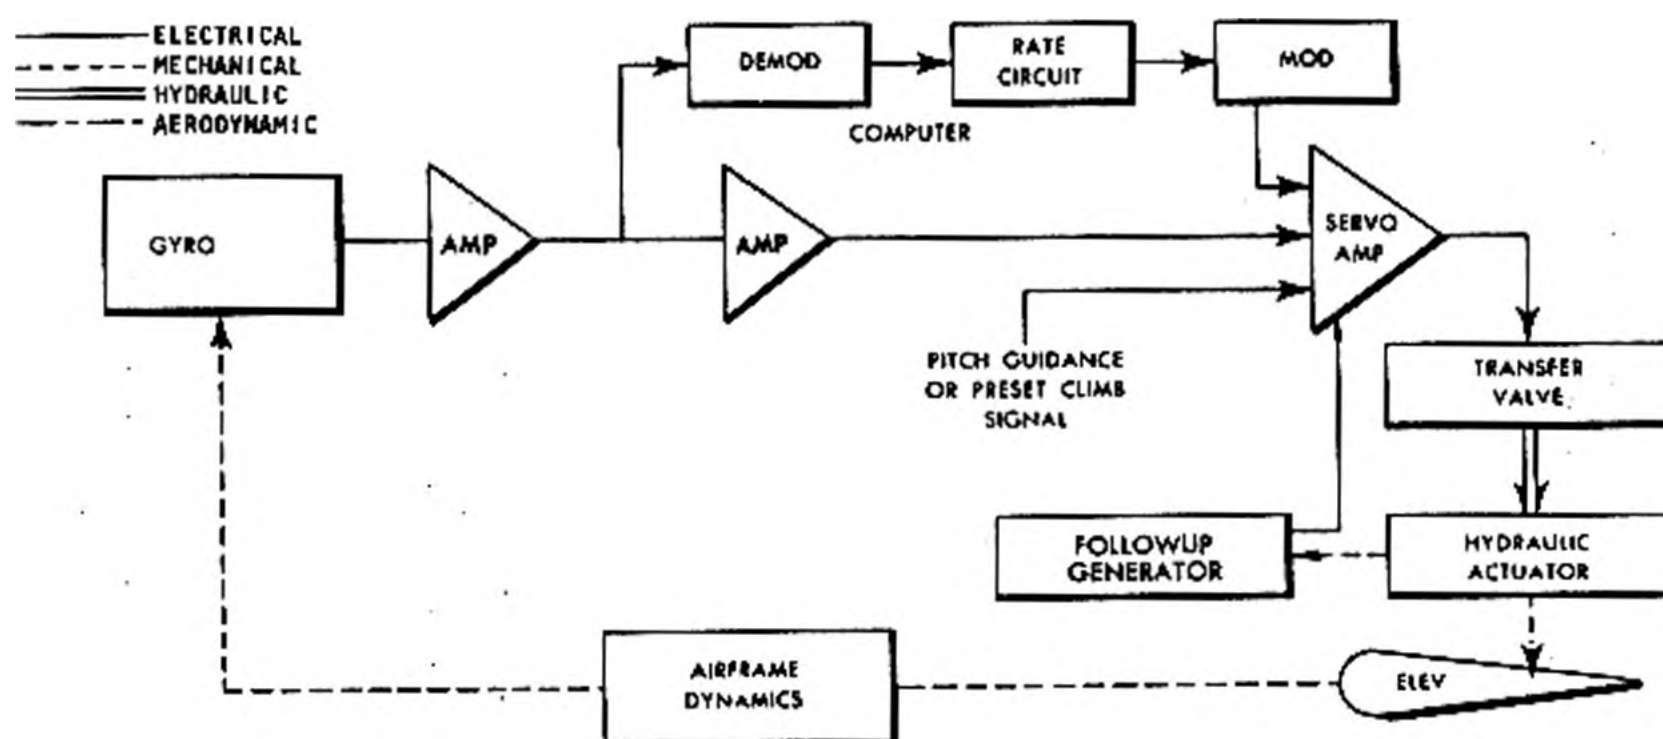 ELECTRICAL
MECHANICAL
HYDRAULIC
AERODYNAMIC
DEMOD
RATE
CIRCUIT
MOD
COMPUTER
GYRO
AMP
AMP
SERVO
AMP
PITCH GUIDANCE
OR PRESET CLIMB
SIGNAL
TRANSFER
VALVE
FOLLOWUP
GENERATOR
HYDRAULIC
ACTUATOR
AIRFRAME
DYNAMICS
ELEV